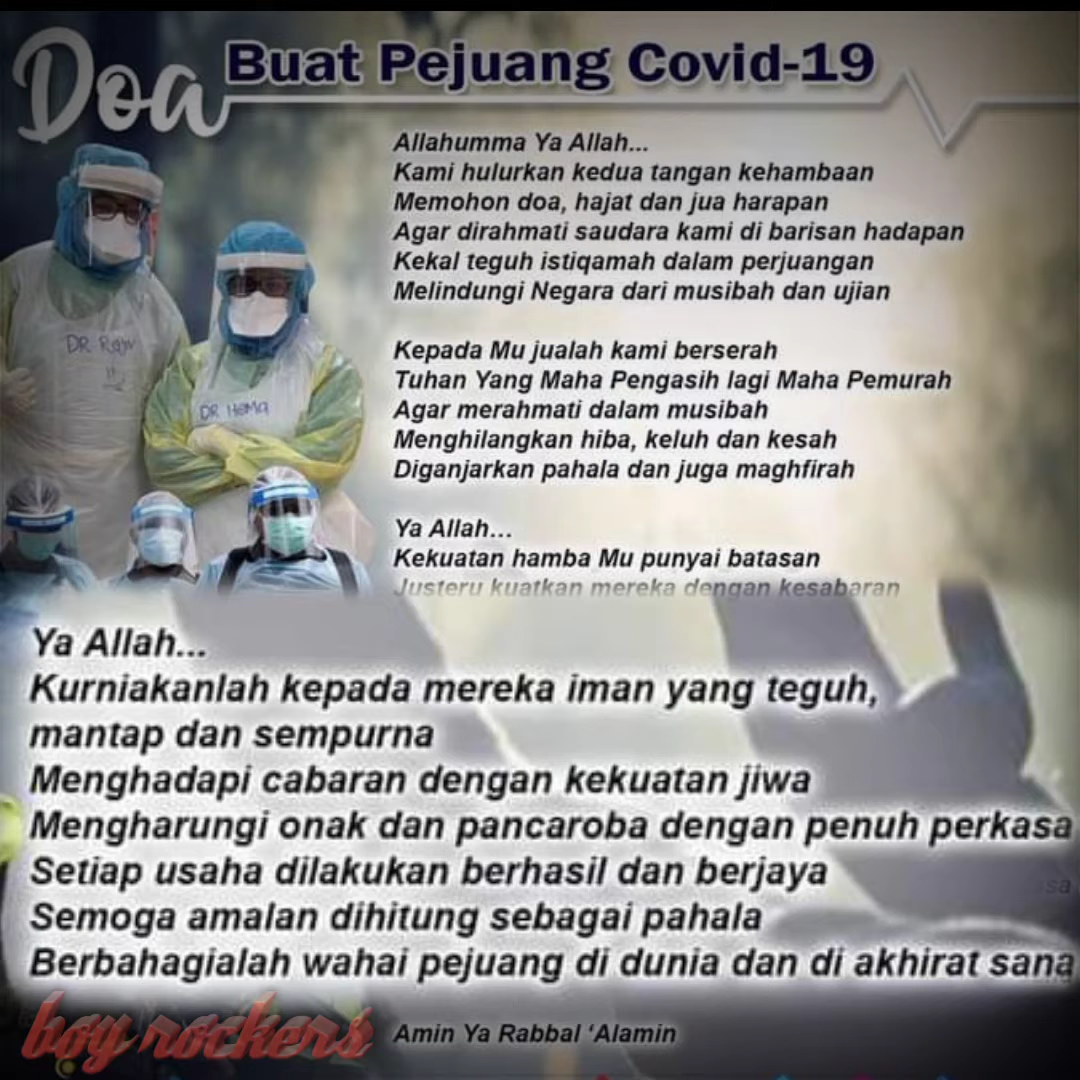 Doa Buat Pejuang Covid-19
Allahumma Ya Allah...
Kami hulurkan kedua tangan kehambaan
Memohon doa, hajat dan jua harapan
Agar dirahmati saudara kami di barisan hadapan
Kekal teguh istiqamah dalam perjuangan
Melindungi Negara dari musibah dan ujian
Kepada Mu jualah kami berserah
Tuhan Yang Maha Pengasih lagi Maha Pemurah
Agar merahmati dalam musibah
Menghilangkan hiba, keluh dan kesah
Diganjarkan pahala dan juga maghfirah
Ya Allah...
Kekuatan hamba Mu punyai batasan
Justeru kuatkan mereka dengan kesabaran
DR
DR HEMA
Ya Allah...
Kurniakanlah kepada mereka iman yang teguh,
mantap dan sempurna
Menghadapi cabaran dengan kekuatan jiwa
Mengharungi onak dan pancaroba dengan penuh perkasa
Setiap usaha dilakukan berhasil dan berjaya
Semoga amalan dihitung sebagai pahala
Berbahagialah wahai pejuang di dunia dan di akhirat sana
boy rockers
Amin Ya Rabbal ‘Alamin